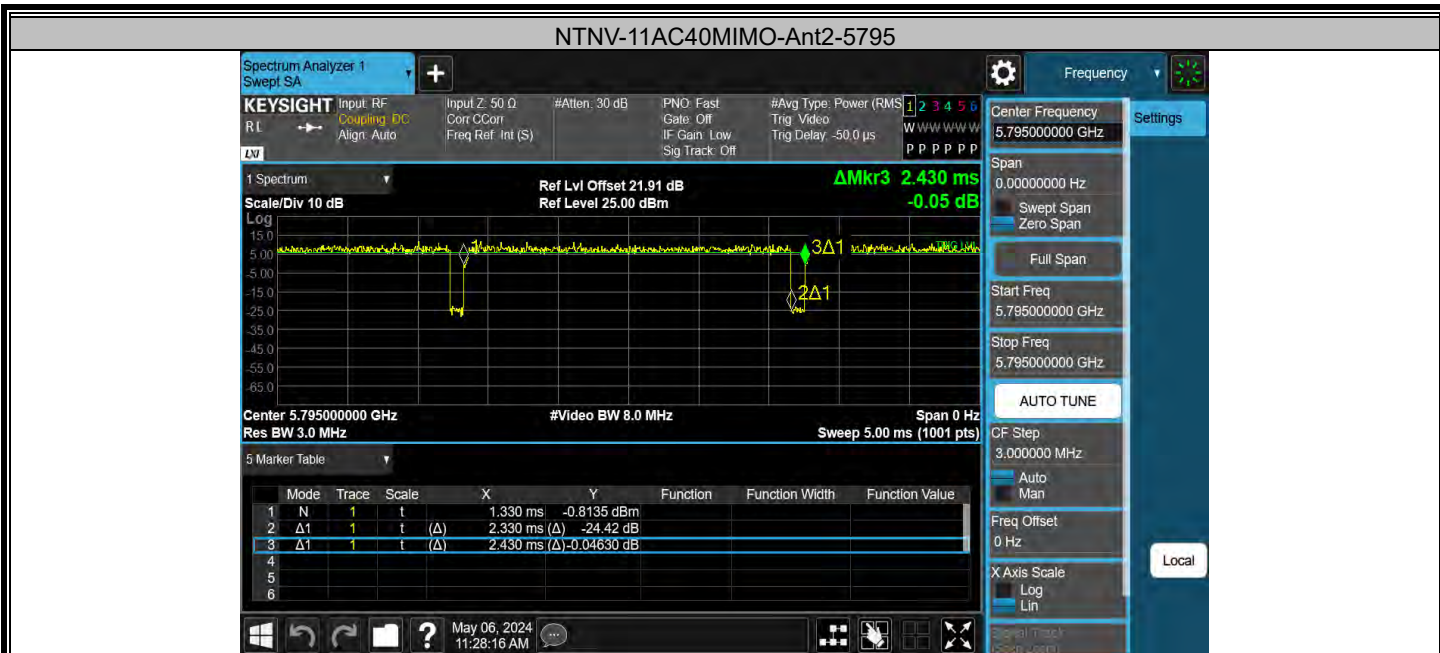 NTNV-11AC40MIMO-Ant2-5795
Spectrum Analyzer 1
Swept SA
Frequency
KEYSIGHT Input: RF Input Z: 50 Ω #Atten: 30 dB PNO: Fast #Avg Type: Power (RMS 1 2 3 4 5 6
RL Coupling: DC Corr CCorr Gate: Off Trig: Video W W W W W W
Align: Auto Freq Ref: Int (S) IF Gain: Low Trig Delay: -50.0 µs P P P P P P
LXI Sig Track: Off
1 Spectrum Ref Lvl Offset 21.91 dB ΔMkr3 2.430 ms
Scale/Div 10 dB Ref Level 25.00 dBm -0.05 dB
Log
15.0
5.00
-5.00
-15.0
-25.0
-35.0
-45.0
-55.0
-65.0
1
3Δ1
2Δ1
Center 5.795000000 GHz #Video BW 8.0 MHz Span 0 Hz
Res BW 3.0 MHz Sweep 5.00 ms (1001 pts)
5 Marker Table
Mode Trace Scale X Y Function Function Width Function Value
1 N 1 t 1.330 ms -0.8135 dBm
2 Δ1 1 t (Δ) 2.330 ms (Δ) -24.42 dB
3 Δ1 1 t (Δ) 2.430 ms (Δ) -0.04630 dB
4
5
6
May 06, 2024
11:28:16 AM
Center Frequency
5.795000000 GHz
Settings
Span
0.00000000 Hz
Swept Span
Zero Span
Full Span
Start Freq
5.795000000 GHz
Stop Freq
5.795000000 GHz
AUTO TUNE
CF Step
3.000000 MHz
Auto
Man
Freq Offset
0 Hz
X Axis Scale
Log
Lin
Local